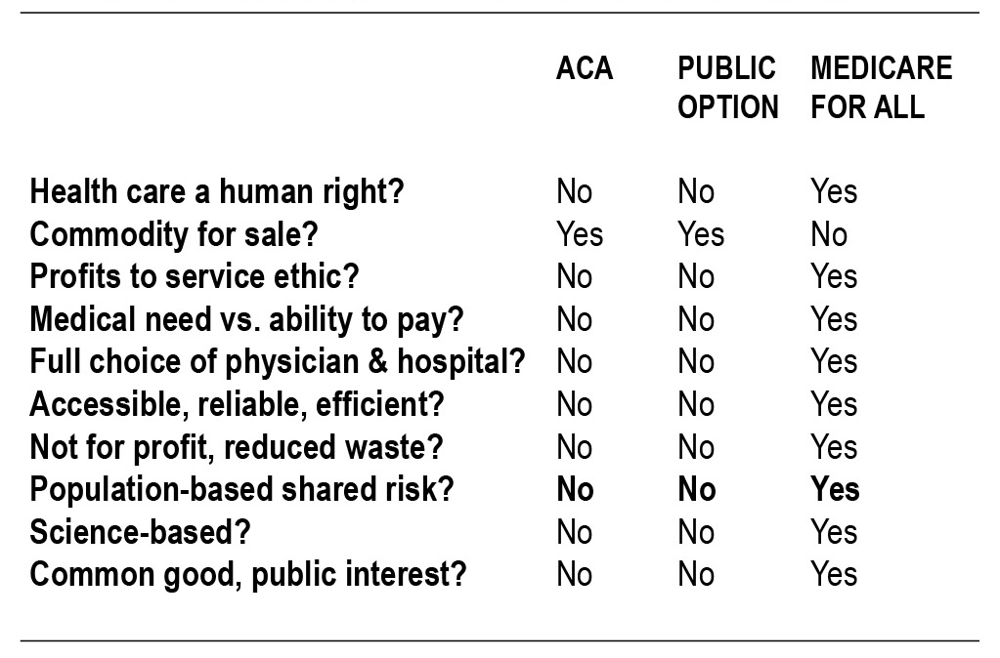 ACA PUBLIC OPTION MEDICARE FOR ALL
Health care a human right? No No Yes
Commodity for sale? Yes Yes No
Profits to service ethic? No No Yes
Medical need vs. ability to pay? No No Yes
Full choice of physician & hospital? No No Yes
Accessible, reliable, efficient? No No Yes
Not for profit, reduced waste? No No Yes
Population-based shared risk? No No Yes
Science-based? No No Yes
Common good, public interest? No No Yes